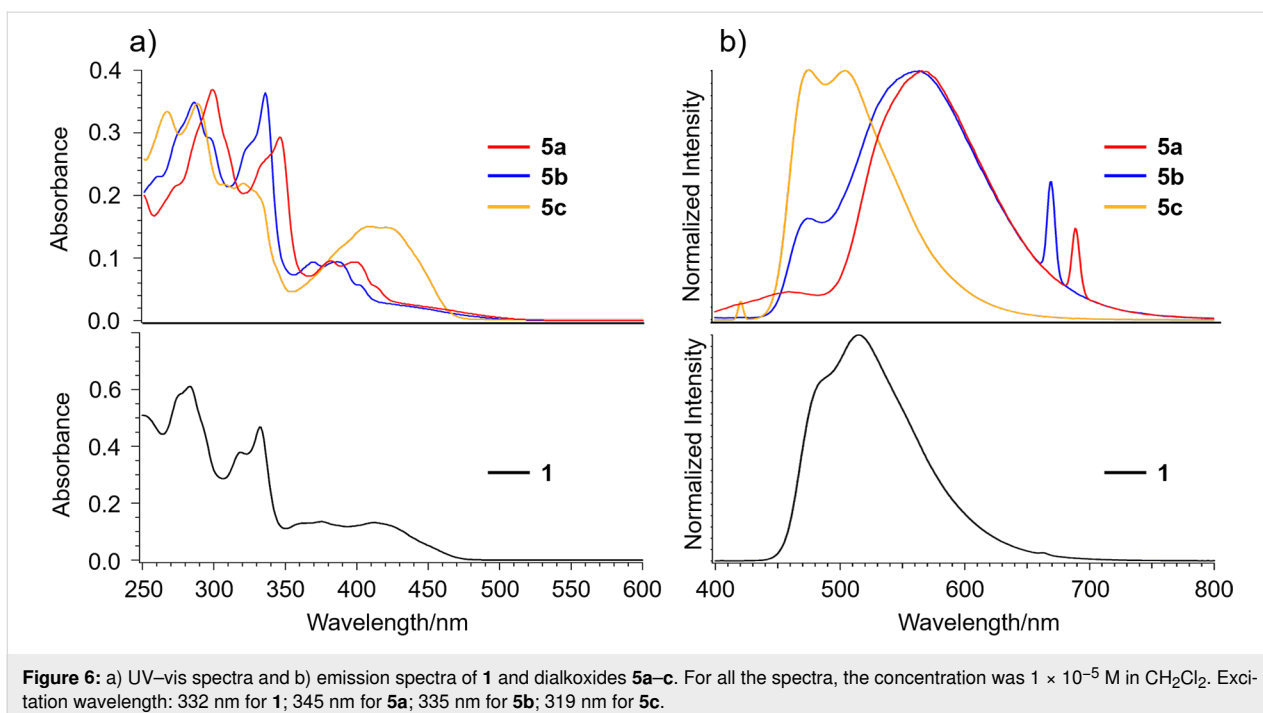 a)
b)
0.4
0.3
0.2
0.1
0.0
Absorbance
5a
5b
5c
Normalized Intensity
5a
5b
5c
0.6
0.4
0.2
0.0
Absorbance
1
250 300 350 400 450 500 550 600
Wavelength/nm
Normalized Intensity
1
400 500 600 700 800
Wavelength/nm
Figure 6: a) UV–vis spectra and b) emission spectra of 1 and dialkoxides 5a–c. For all the spectra, the concentration was 1 × 10⁻⁵ M in CH₂Cl₂. Exci-
tation wavelength: 332 nm for 1; 345 nm for 5a; 335 nm for 5b; 319 nm for 5c.